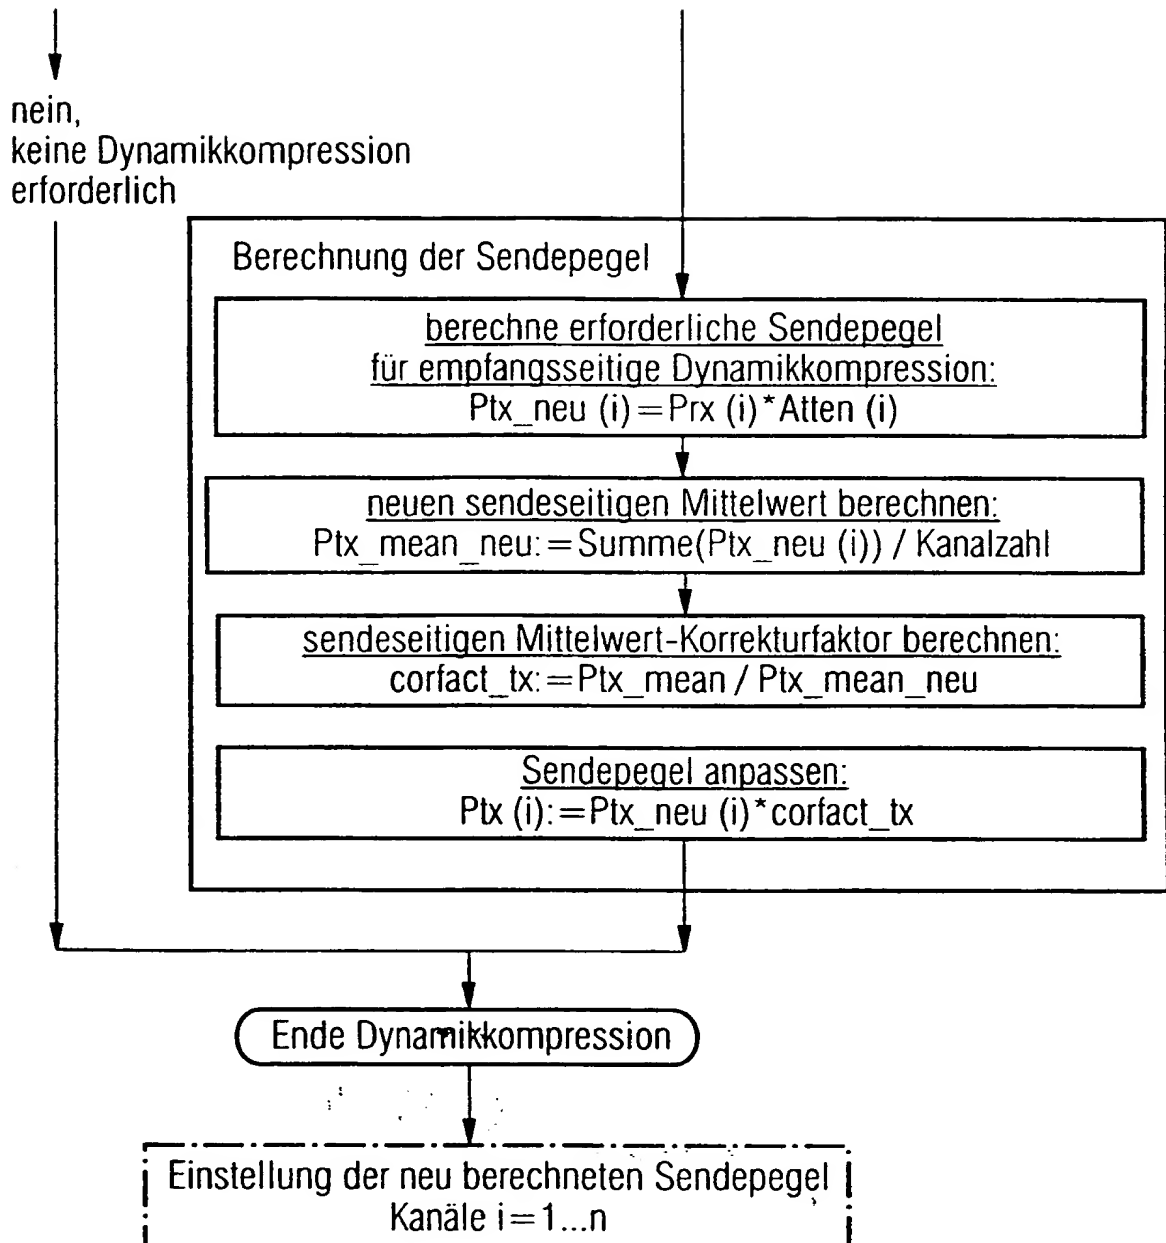 nein,
keine Dynamikkompression
erforderlich
Berechnung der Sendepegel
berechne erforderliche Sendepegel
für empfangsseitige Dynamikkompression:
Ptx_neu (i)=Prx (i)*Atten (i)
neuen sendeseitigen Mittelwert berechnen:
Ptx_mean_neu:=Summe(Ptx_neu (i)) / Kanalzahl
sendeseitigen Mittelwert-Korrekturfaktor berechnen:
corfact_tx:=Ptx_mean / Ptx_mean_neu
Sendepegel anpassen:
Ptx (i):=Ptx_neu (i)*corfact_tx
Ende Dynamikkompression
Einstellung der neu berechneten Sendepegel
Kanäle i=1...n